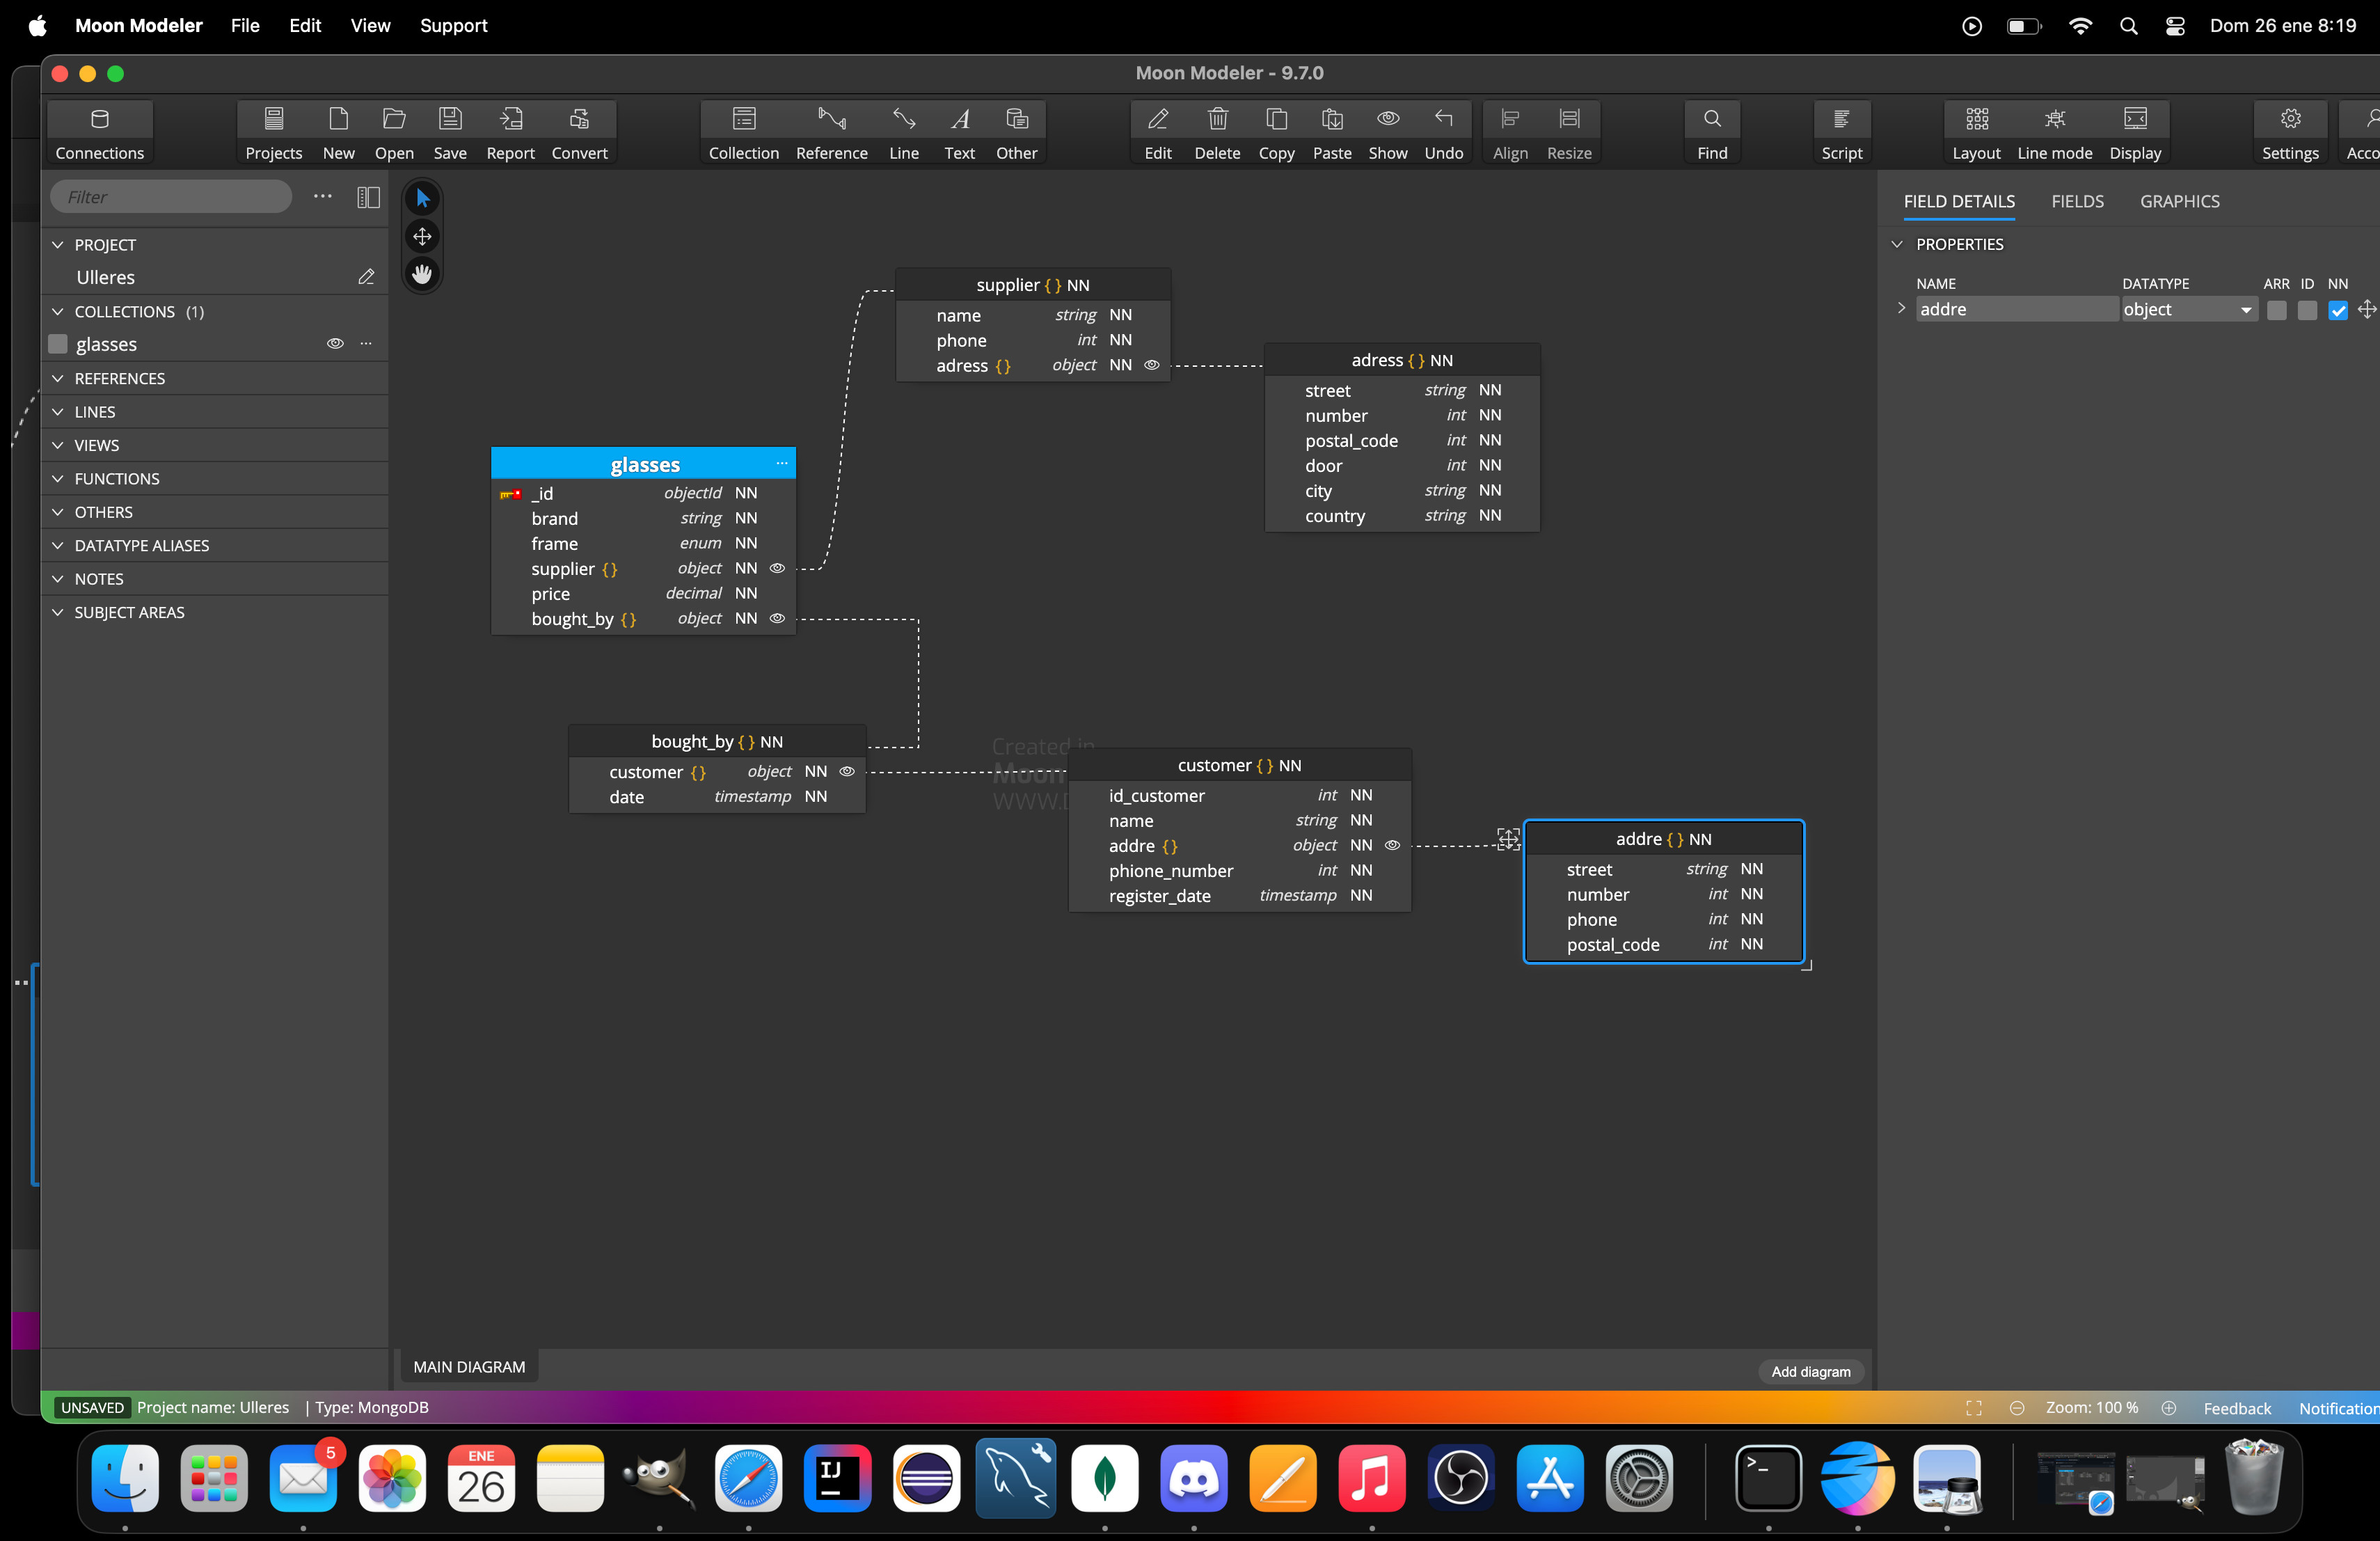 Moon Modeler File Edit View Support Dom 26 ene 8:19
Moon Modeler - 9.7.0
Connections Projects New Open Save Report Convert Collection Reference Line Text Other Edit Delete Copy Paste Show Undo Align Resize Find Script Layout Line mode Display Settings Acco
Filter
PROJECT
Ulleres
COLLECTIONS (1)
glasses
REFERENCES
LINES
VIEWS
FUNCTIONS
OTHERS
DATATYPE ALIASES
NOTES
SUBJECT AREAS
supplier { } NN
name string NN
phone int NN
adress { } object NN
adress { } NN
street string NN
number int NN
postal_code int NN
door int NN
city string NN
country string NN
glasses
_id objectId NN
brand string NN
frame enum NN
supplier { } object NN
price decimal NN
bought_by { } object NN
bought_by { } NN
customer { } object NN
date timestamp NN
Created in
Moon
WWW.D
customer { } NN
id_customer int NN
name string NN
addre { } object NN
phione_number int NN
register_date timestamp NN
addre { } NN
street string NN
number int NN
phone int NN
postal_code int NN
FIELD DETAILS FIELDS GRAPHICS
PROPERTIES
NAME DATATYPE ARR ID NN
addre object
MAIN DIAGRAM
Add diagram
UNSAVED Project name: Ulleres | Type: MongoDB Zoom: 100 % Feedback Notification
5
ENE
26
IJ
>_